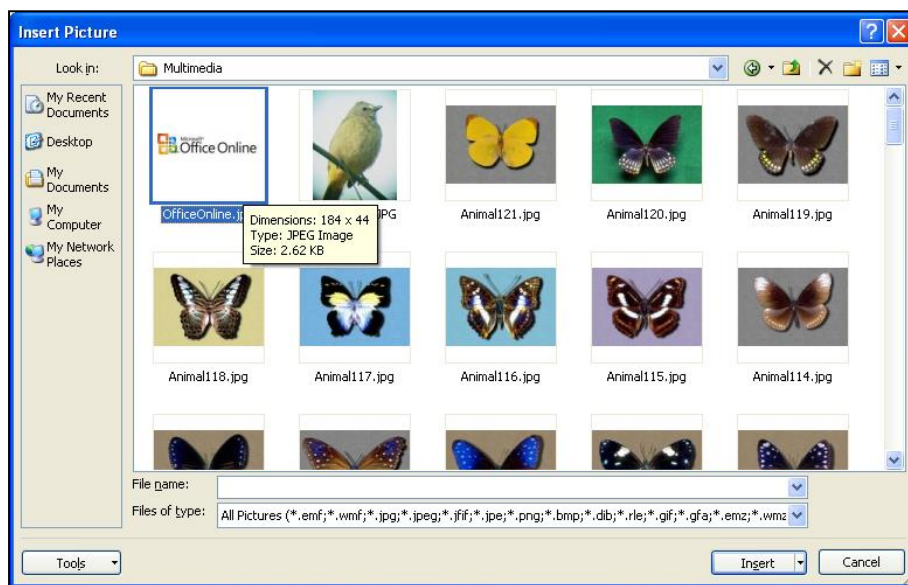 Insert Picture
Look in:
Multimedia
My Recent
Documents
Desktop
My
Documents
My
Computer
My Network
Places
Microsoft
Office Online
OfficeOnline.jp
JPG
Animal121.jpg
Animal120.jpg
Animal119.jpg
Dimensions: 184 x 44
Type: JPEG Image
Size: 2.62 KB
Animal118.jpg
Animal117.jpg
Animal116.jpg
Animal115.jpg
Animal114.jpg
File name:
Files of type:
All Pictures (*.emf;*.wmf;*.jpg;*.jpeg;*.jfif;*.jpe;*.png;*.bmp;*.dib;*.rle;*.gif;*.gfa;*.emz;*.wmz
Tools
Insert
Cancel